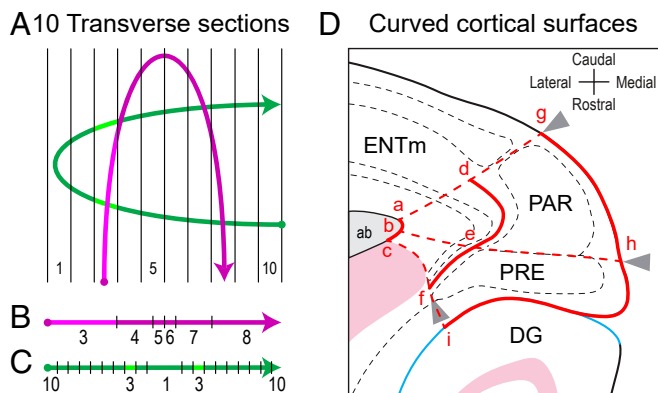 A 10 Transverse sections
1 5 10
B
3 4 5 6 7 8
C
10 3 1 3 10
D Curved cortical surfaces
Caudal
Lateral Medial
Rostral
g
ENTm
d
a
PAR
b
ab
e
c
h
PRE
f
i
DG